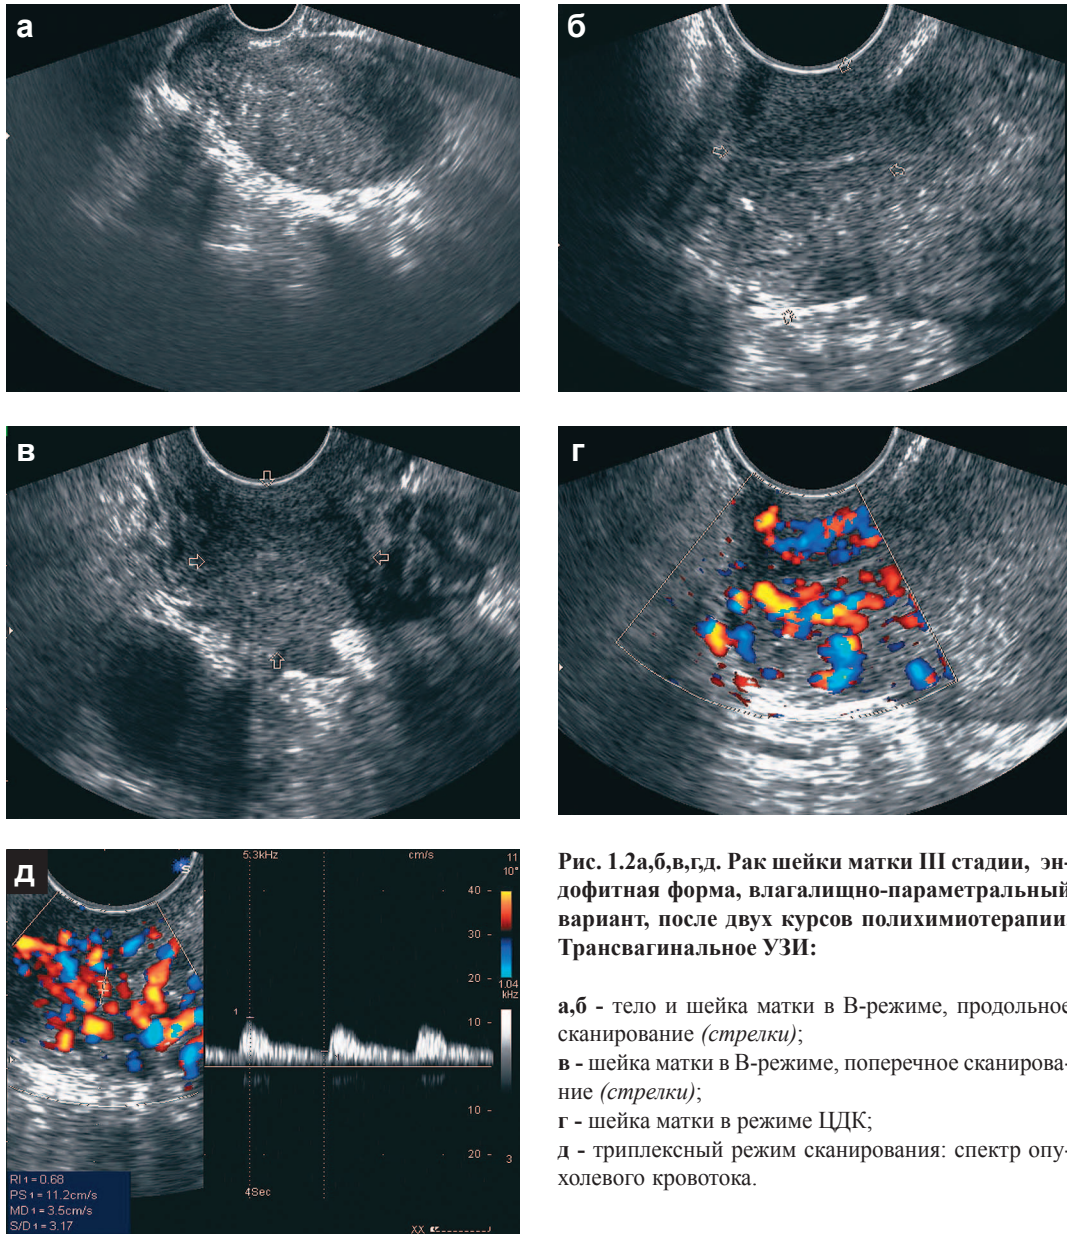 а
б
в
г
д
5.3kHz cm/s 11
10°
40
30
20
1.04
kHz
10
10
20
3
1
S
4Sec
XX
RI 1 = 0.68
PS 1 = 11.2cm/s
MD 1 = 3.5cm/s
S/D 1 = 3.17
Рис. 1.2а,б,в,г,д. Рак шейки матки III стадии, эн-
дофитная форма, влагалищно-параметральный
вариант, после двух курсов полихимиотерапии.
Трансвагинальное УЗИ:
а,б - тело и шейка матки в В-режиме, продольное
сканирование (стрелки);
в - шейка матки в В-режиме, поперечное сканирова-
ние (стрелки);
г - шейка матки в режиме ЦДК;
д - триплексный режим сканирования: спектр опу-
холевого кровотока.